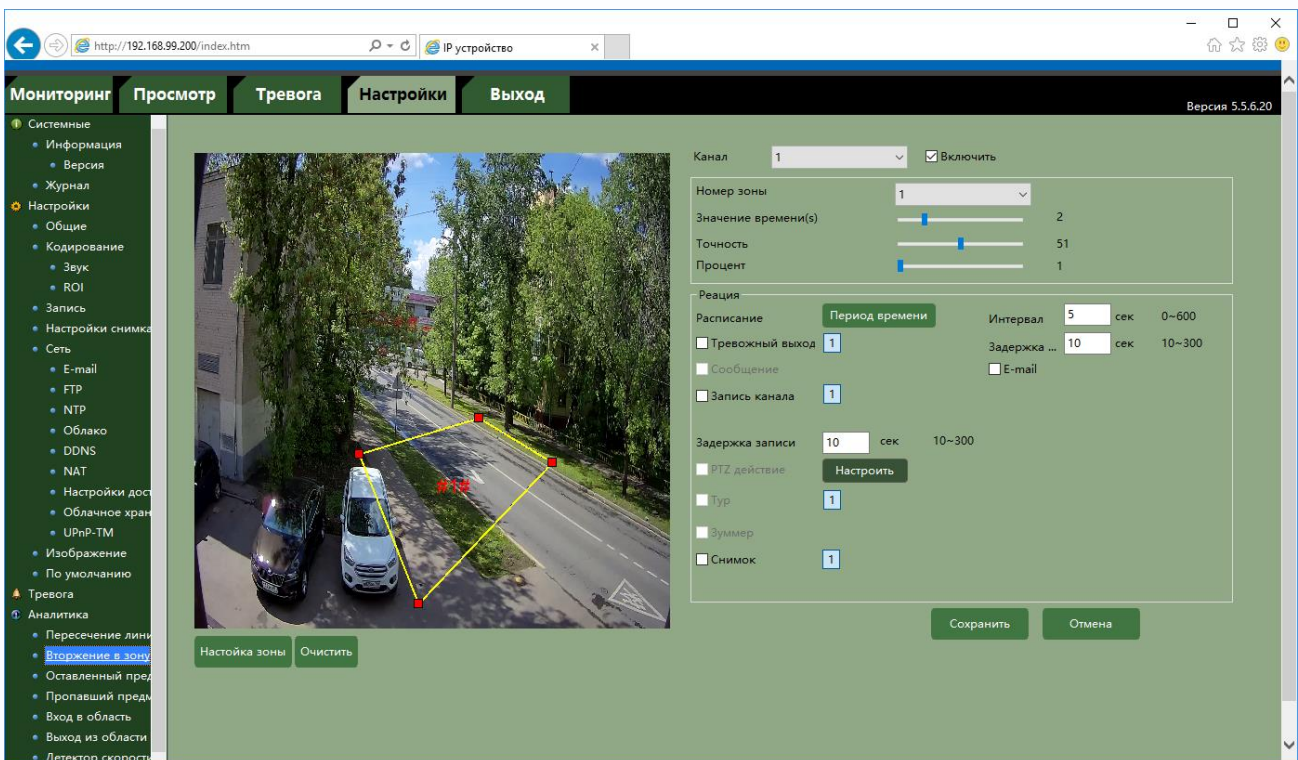 http://192.168.99.200/index.htm
IP устройство
Мониторинг Просмотр Тревога Настройки Выход
Версия 5.5.6.20
Системные
Информация
Версия
Журнал
Настройки
Общие
Кодирование
Звук
ROI
Запись
Настройки снимка
Сеть
E-mail
FTP
NTP
Облако
DDNS
NAT
Настройки дост
Облачное хран
UPnP-TM
Изображение
По умолчанию
Тревога
Аналитика
Пересечение лини
Вторжение в зону
Оставленный пред
Пропавший предм
Вход в область
Выход из области
Детектор скорости
#1#
Настойка зоны Очистить
Канал 1 Включить
Номер зоны 1
Значение времени(s) 2
Точность 51
Процент 1
Реация
Расписание Период времени Интервал 5 сек 0~600
Тревожный выход 1 Задержка ... 10 сек 10~300
Сообщение E-mail
Запись канала 1
Задержка записи 10 сек 10~300
PTZ действие Настроить
Тур 1
Зуммер
Снимок 1
Сохранить Отмена